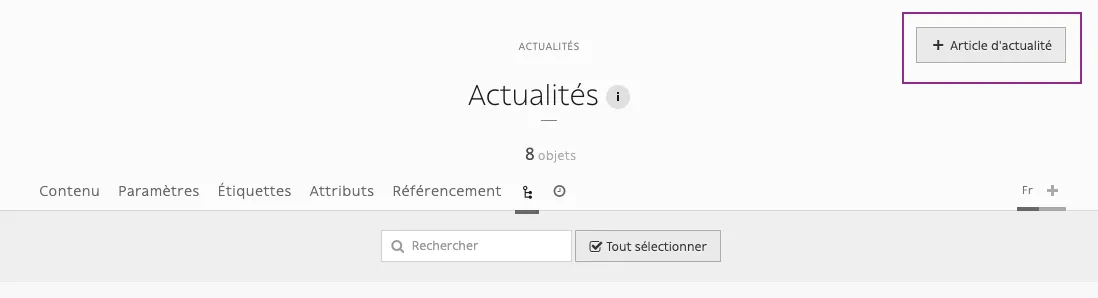 + Article d'actualité
ACTUALITÉS
Actualités i
8 objets
Contenu Paramètres Étiquettes Attributs Référencement Fr +
Rechercher Tout sélectionner